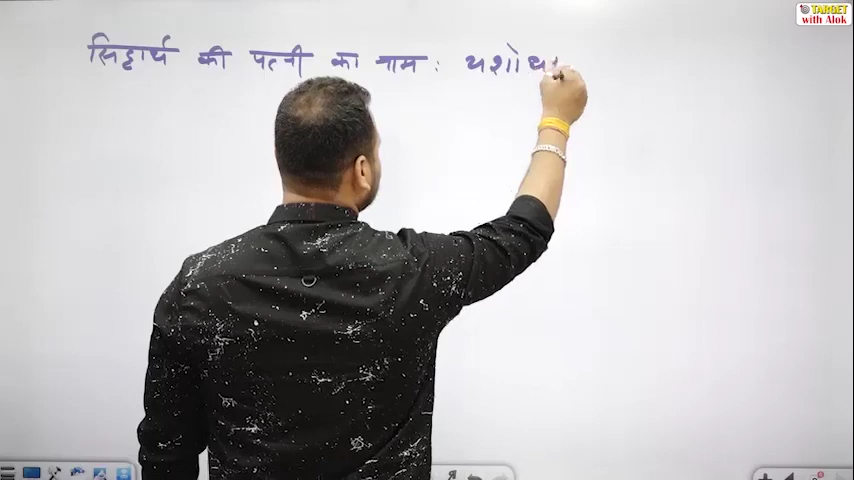 TARGET
with Alok
सिद्दार्थ की पत्नी का नाम : यशोधा